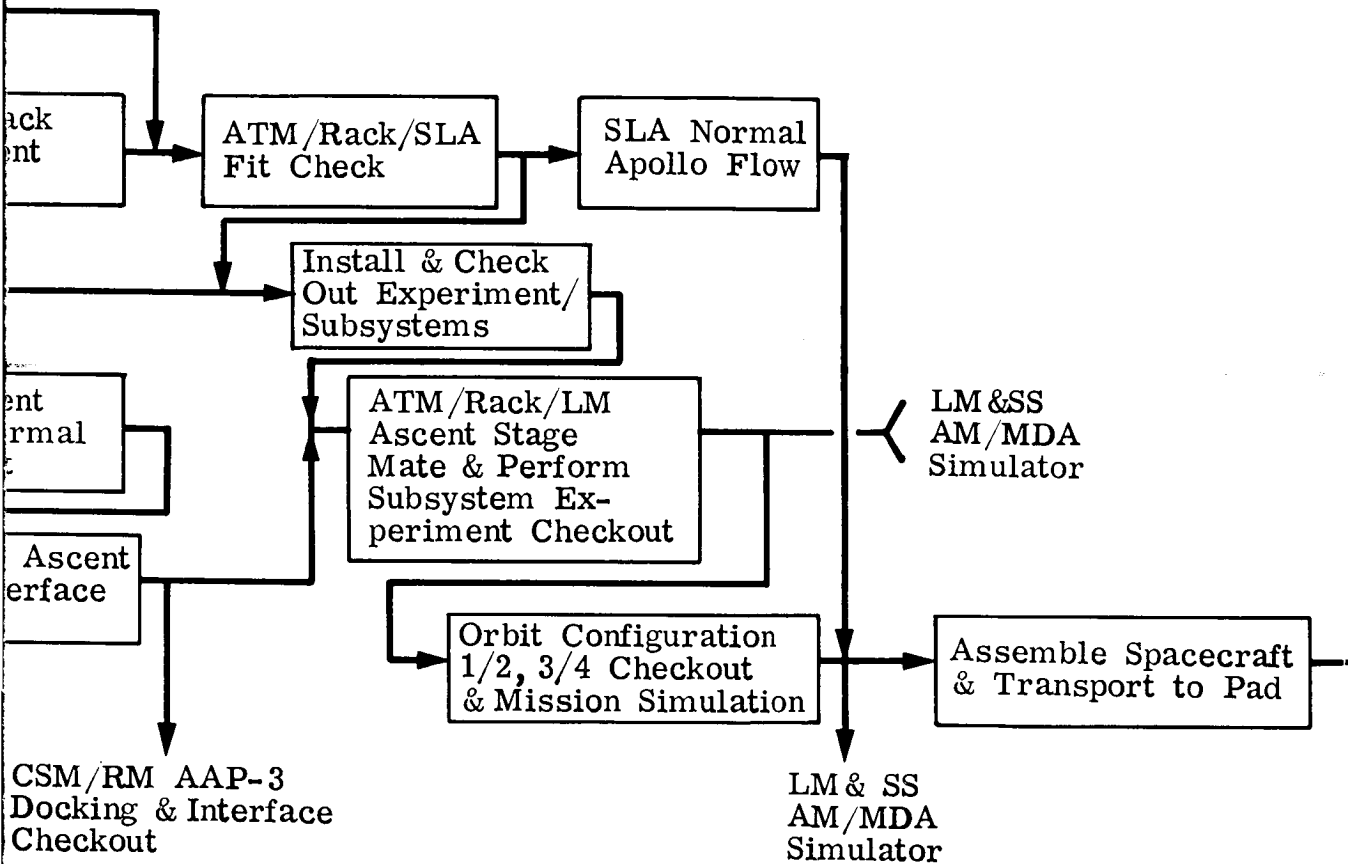 ATM/Rack/SLA
Fit Check
SLA Normal
Apollo Flow
Install & Check
Out Experiment/
Subsystems
ATM/Rack/LM
Ascent Stage
Mate & Perform
Subsystem Ex-
periment Checkout
LM &SS
AM/MDA
Simulator
Ascent
erface
Orbit Configuration
1/2, 3/4 Checkout
& Mission Simulation
Assemble Spacecraft
& Transport to Pad
CSM/RM AAP-3
Docking & Interface
Checkout
LM & SS
AM/MDA
Simulator